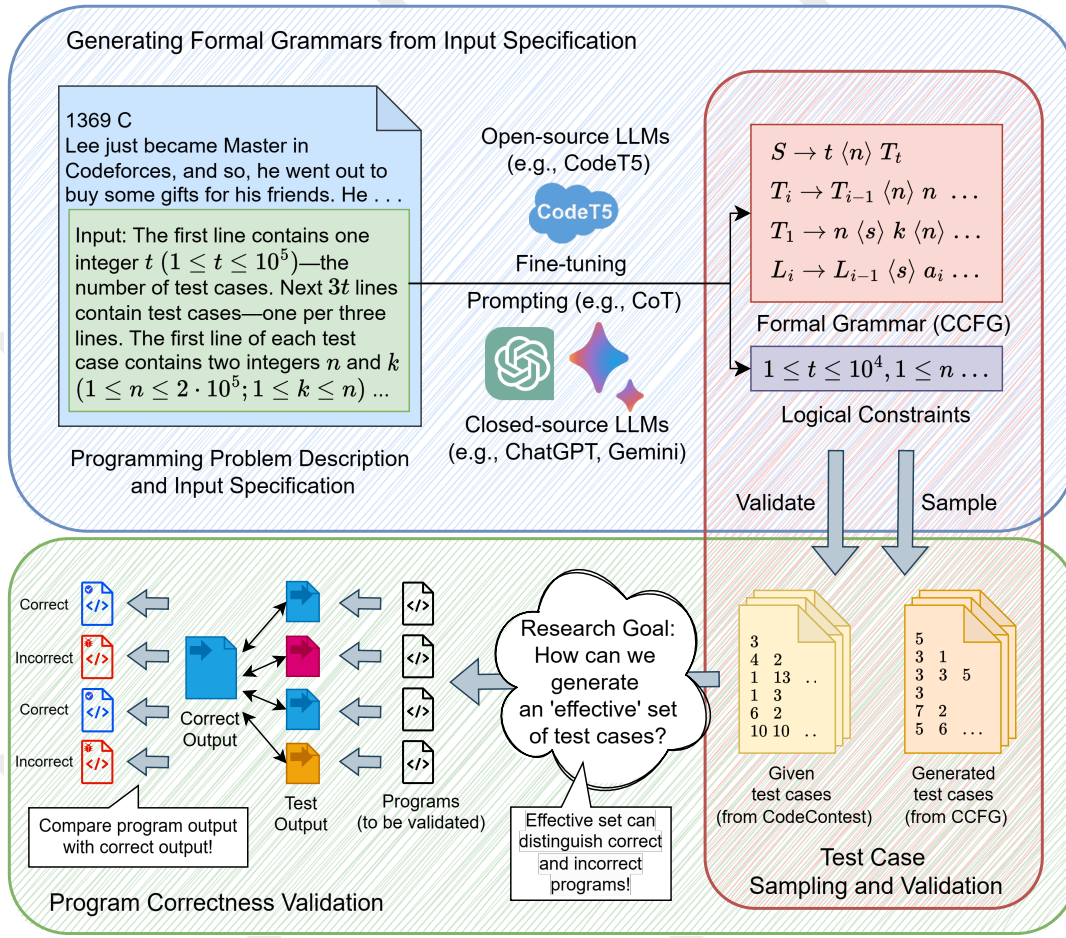 Generating Formal Grammars from Input Specification
1369 C
Lee just became Master in
Codeforces, and so, he went out to
buy some gifts for his friends. He . . .
Input: The first line contains one
integer t (1 ≤ t ≤ 10^5)—the
number of test cases. Next 3t lines
contain test cases—one per three
lines. The first line of each test
case contains two integers n and k
(1 ≤ n ≤ 2 · 10^5; 1 ≤ k ≤ n) ...
Programming Problem Description
and Input Specification
Open-source LLMs
(e.g., CodeT5)
CodeT5
Fine-tuning
Prompting (e.g., CoT)
Closed-source LLMs
(e.g., ChatGPT, Gemini)
S → t ⟨n⟩ T_t
T_i → T_{i−1} ⟨n⟩ n ...
T_1 → n ⟨s⟩ k ⟨n⟩ ...
L_i → L_{i−1} ⟨s⟩ a_i ...
Formal Grammar (CCFG)
1 ≤ t ≤ 10^4, 1 ≤ n ...
Logical Constraints
Validate
Sample
3
4 2
1 13 ..
1 3
6 2
10 10 ..
Given
test cases
(from CodeContest)
5
3 1
3 3 5
3
7 2
5 6 ...
Generated
test cases
(from CCFG)
Test Case
Sampling and Validation
Research Goal:
How can we
generate
an 'effective' set
of test cases?
Effective set can
distinguish correct
and incorrect
programs!
Correct
</>
</>
Incorrect
</>
</>
Correct
</>
</>
Incorrect
</>
</>
Correct
Output
Test
Output
Programs
(to be validated)
Compare program output
with correct output!
Program Correctness Validation